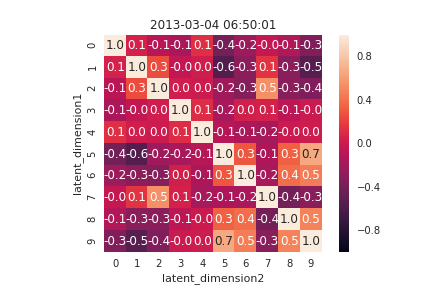 2013-03-04 06:50:01
latent_dimension1
0 1.0 0.1 -0.1 -0.1 0.1 -0.4 -0.2 -0.0 -0.1 -0.3
1 0.1 1.0 0.3 -0.0 0.0 -0.6 -0.3 0.1 -0.3 -0.5
2 -0.1 0.3 1.0 -0.0 0.0 -0.2 -0.3 0.5 -0.3 -0.4
3 -0.1 -0.0 0.0 1.0 0.1 -0.2 0.0 0.1 -0.0 -0.0
4 0.1 0.0 0.0 0.1 1.0 -0.1 -0.1 -0.2 -0.0 0.0
5 -0.4 -0.6 -0.2 -0.2 -0.1 1.0 0.3 -0.1 0.3 0.7
6 -0.2 -0.3 -0.3 0.0 -0.1 0.3 1.0 -0.2 0.4 0.5
7 -0.0 0.1 0.5 0.1 -0.2 -0.1 -0.2 1.0 -0.4 -0.3
8 -0.1 -0.3 -0.3 -0.1 -0.0 0.3 0.4 -0.4 1.0 0.5
9 -0.3 -0.5 -0.4 -0.0 0.0 0.7 0.5 -0.3 0.5 1.0
0 1 2 3 4 5 6 7 8 9
latent_dimension2
0.8
0.4
0.0
−0.4
−0.8